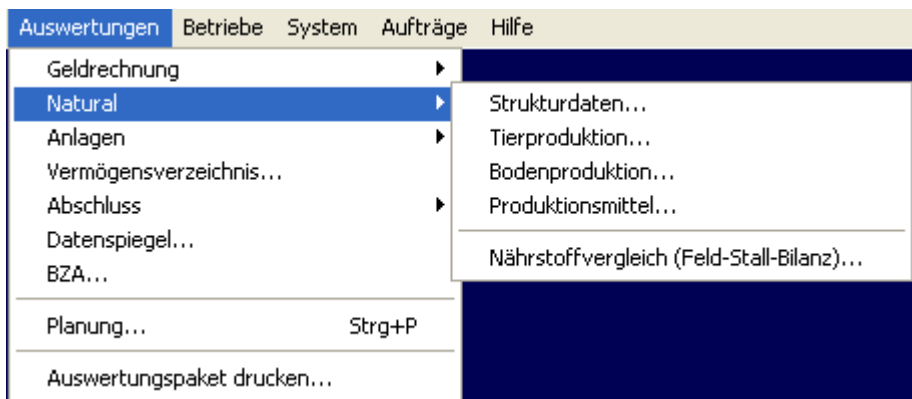 Auswertungen Betriebe System Aufträge Hilfe
Geldrechnung
Natural
Anlagen
Vermögensverzeichnis...
Abschluss
Datenspiegel...
BZA...
Planung... Strg+P
Auswertungspaket drucken...
Strukturdaten...
Tierproduktion...
Bodenproduktion...
Produktionsmittel...
Nährstoffvergleich (Feld-Stall-Bilanz)...